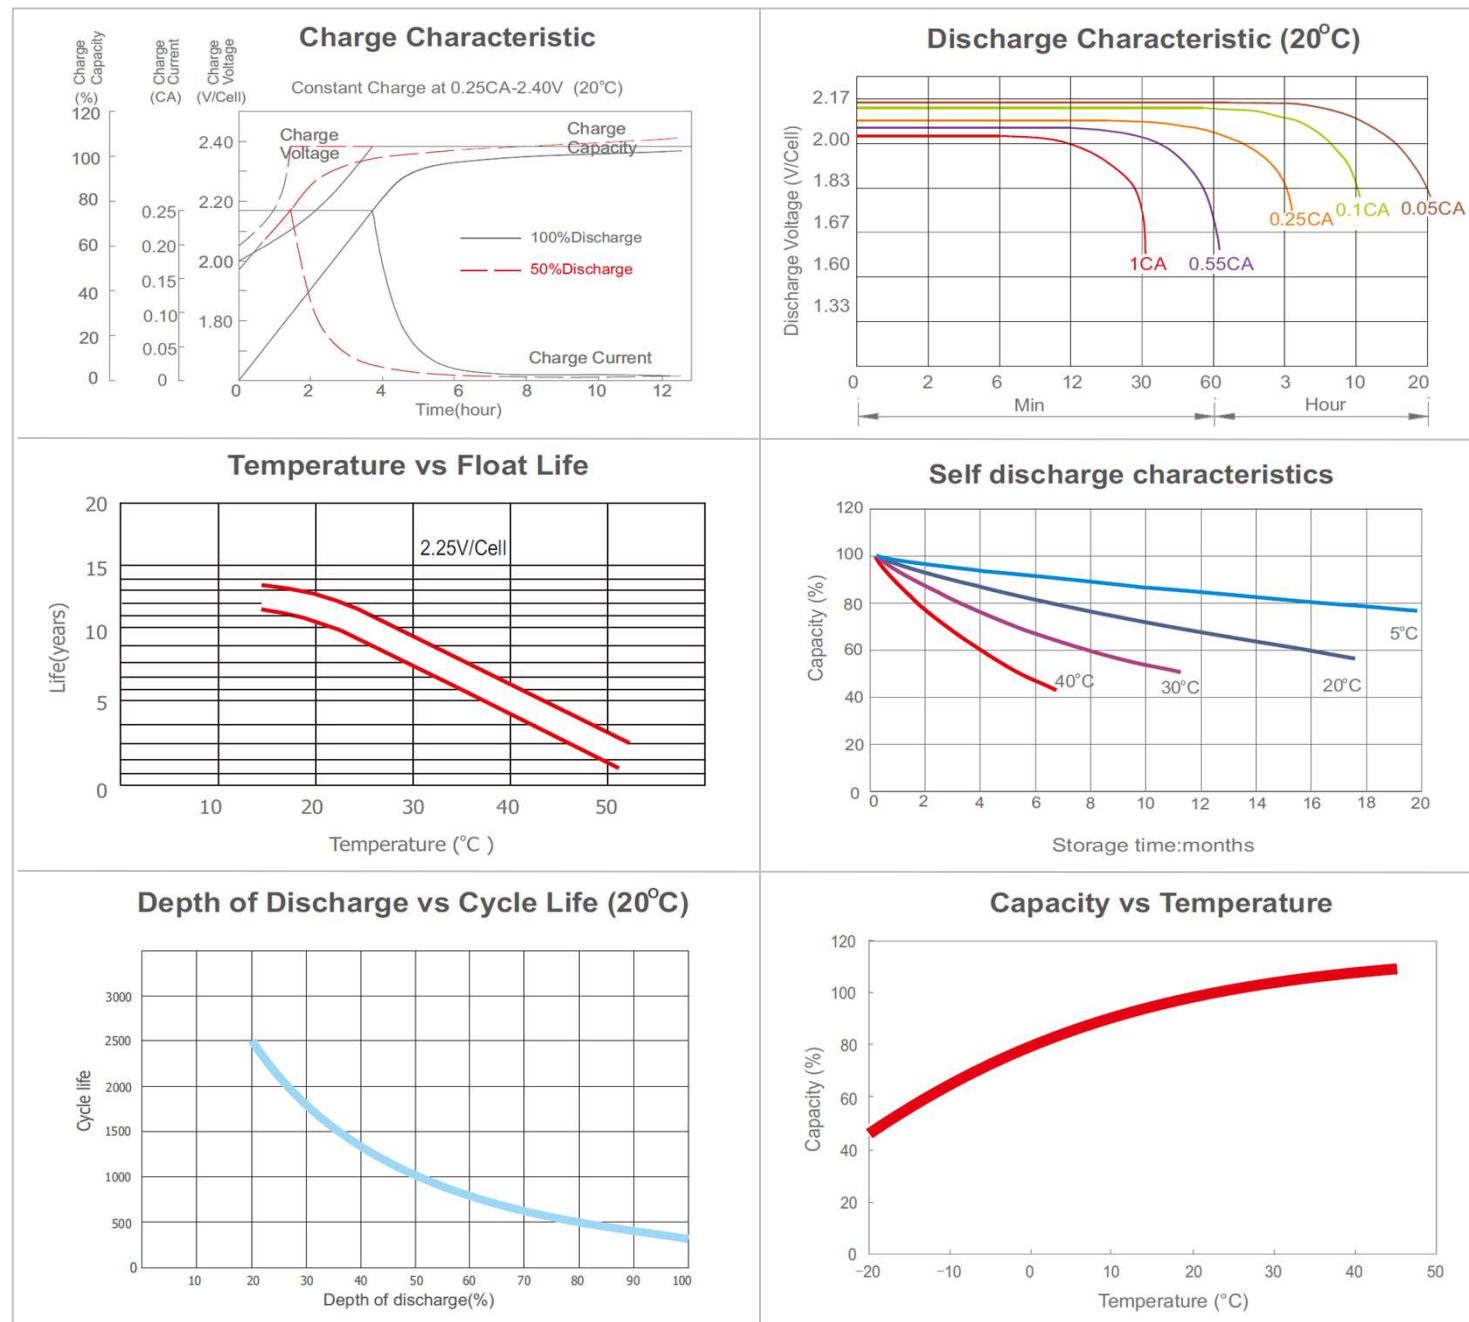 Charge Characteristic
Charge Capacity
(%)
Charge Current
(CA)
Charge Voltage
(V/Cell)
Constant Charge at 0.25CA-2.40V (20°C)
120
100
80
60
40
20
0
0.25
0.20
0.15
0.10
0.05
0
2.40
2.20
2.00
1.80
Charge
Voltage
Charge
Capacity
100%Discharge
50%Discharge
Charge Current
0 2 4 6 8 10 12
Time(hour)
Discharge Characteristic (20°C)
Discharge Voltage (V/Cell)
2.17
2.00
1.83
1.67
1.60
1.33
1CA 0.55CA 0.25CA 0.1CA 0.05CA
0 2 6 12 30 60 3 10 20
Min Hour
Temperature vs Float Life
Life(years)
20
15
10
5
0
2.25V/Cell
10 20 30 40 50
Temperature (°C )
Self discharge characteristics
Capacity (%)
120
100
80
60
40
20
0
5°C
20°C
30°C
40°C
0 2 4 6 8 10 12 14 16 18 20
Storage time:months
Depth of Discharge vs Cycle Life (20°C)
Cycle life
3000
2500
2000
1500
1000
500
0
10 20 30 40 50 60 70 80 90 100
Depth of discharge(%)
Capacity vs Temperature
Capacity (%)
120
100
80
60
40
20
0
−20 −10 0 10 20 30 40 50
Temperature (°C)